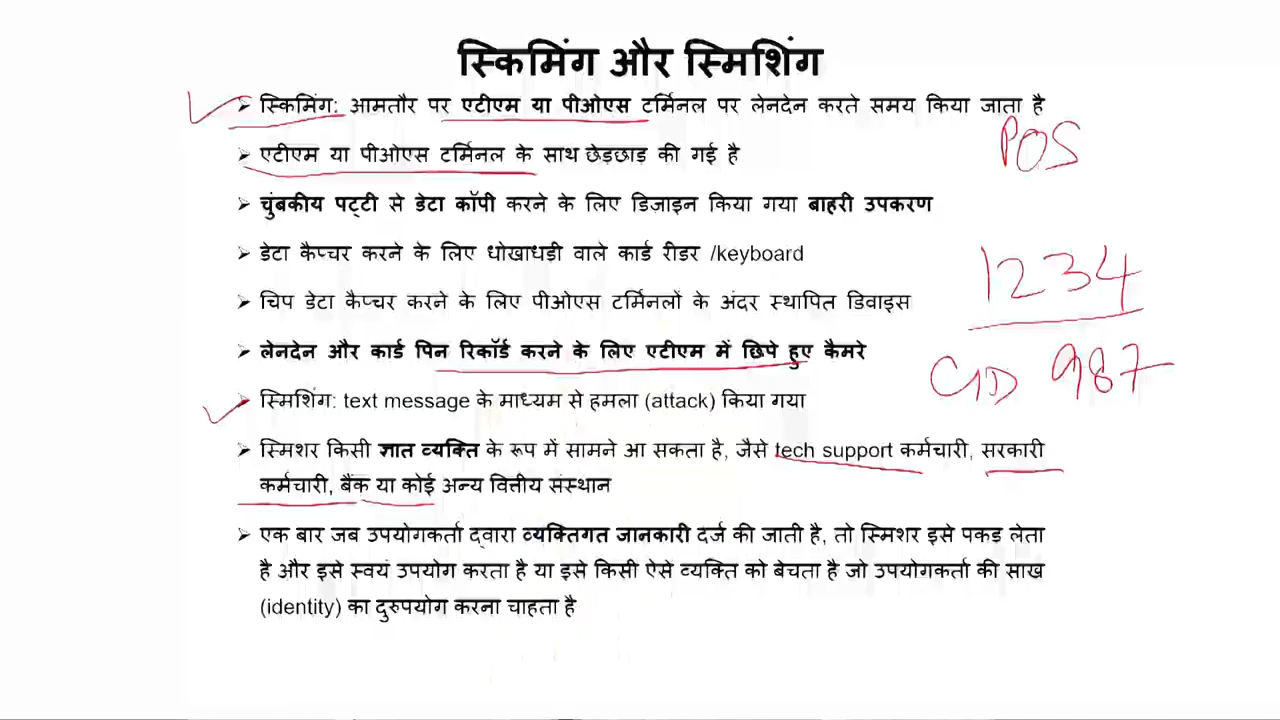 स्किमिंग और स्मिशिंग
➢ स्किमिंग: आमतौर पर एटीएम या पीओएस टर्मिनल पर लेनदेन करते समय किया जाता है
POS
➢ एटीएम या पीओएस टर्मिनल के साथ छेड़छाड़ की गई है
➢ चुंबकीय पट्टी से डेटा कॉपी करने के लिए डिज़ाइन किया गया बाहरी उपकरण
➢ डेटा कैप्चर करने के लिए धोखाधड़ी वाले कार्ड रीडर /keyboard
1234
➢ चिप डेटा कैप्चर करने के लिए पीओएस टर्मिनलों के अंदर स्थापित डिवाइस
➢ लेनदेन और कार्ड पिन रिकॉर्ड करने के लिए एटीएम में छिपे हुए कैमरे
987
➢ स्मिशिंग: text message के माध्यम से हमला (attack) किया गया
➢ स्मिशर किसी ज्ञात व्यक्ति के रूप में सामने आ सकता है, जैसे tech support कर्मचारी, सरकारी
कर्मचारी, बैंक या कोई अन्य वित्तीय संस्थान
➢ एक बार जब उपयोगकर्ता द्वारा व्यक्तिगत जानकारी दर्ज की जाती है, तो स्मिशर इसे पकड़ लेता
है और इसे स्वयं उपयोग करता है या इसे किसी ऐसे व्यक्ति को बेचता है जो उपयोगकर्ता की साख
(identity) का दुरुपयोग करना चाहता है